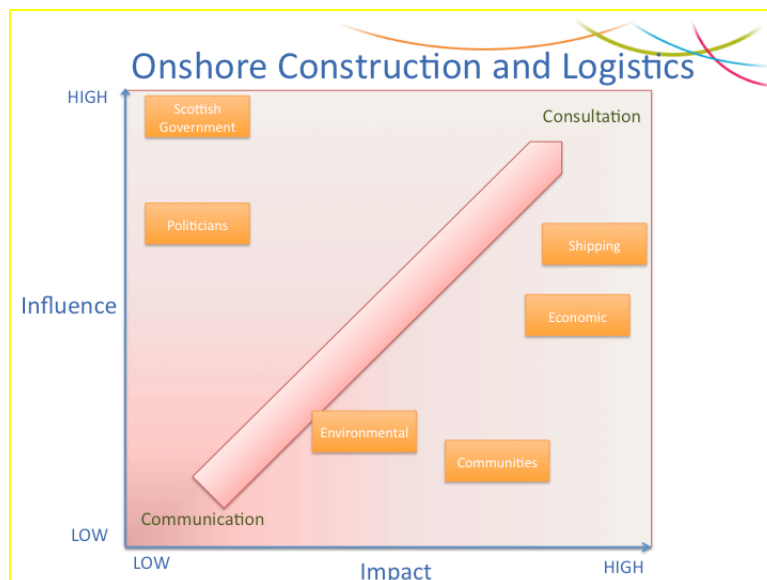 Onshore Construction and Logistics
HIGH
Scottish
Government
Consultation
Politicians
Shipping
Influence
Economic
Environmental
Communities
Communication
LOW
LOW
Impact
HIGH